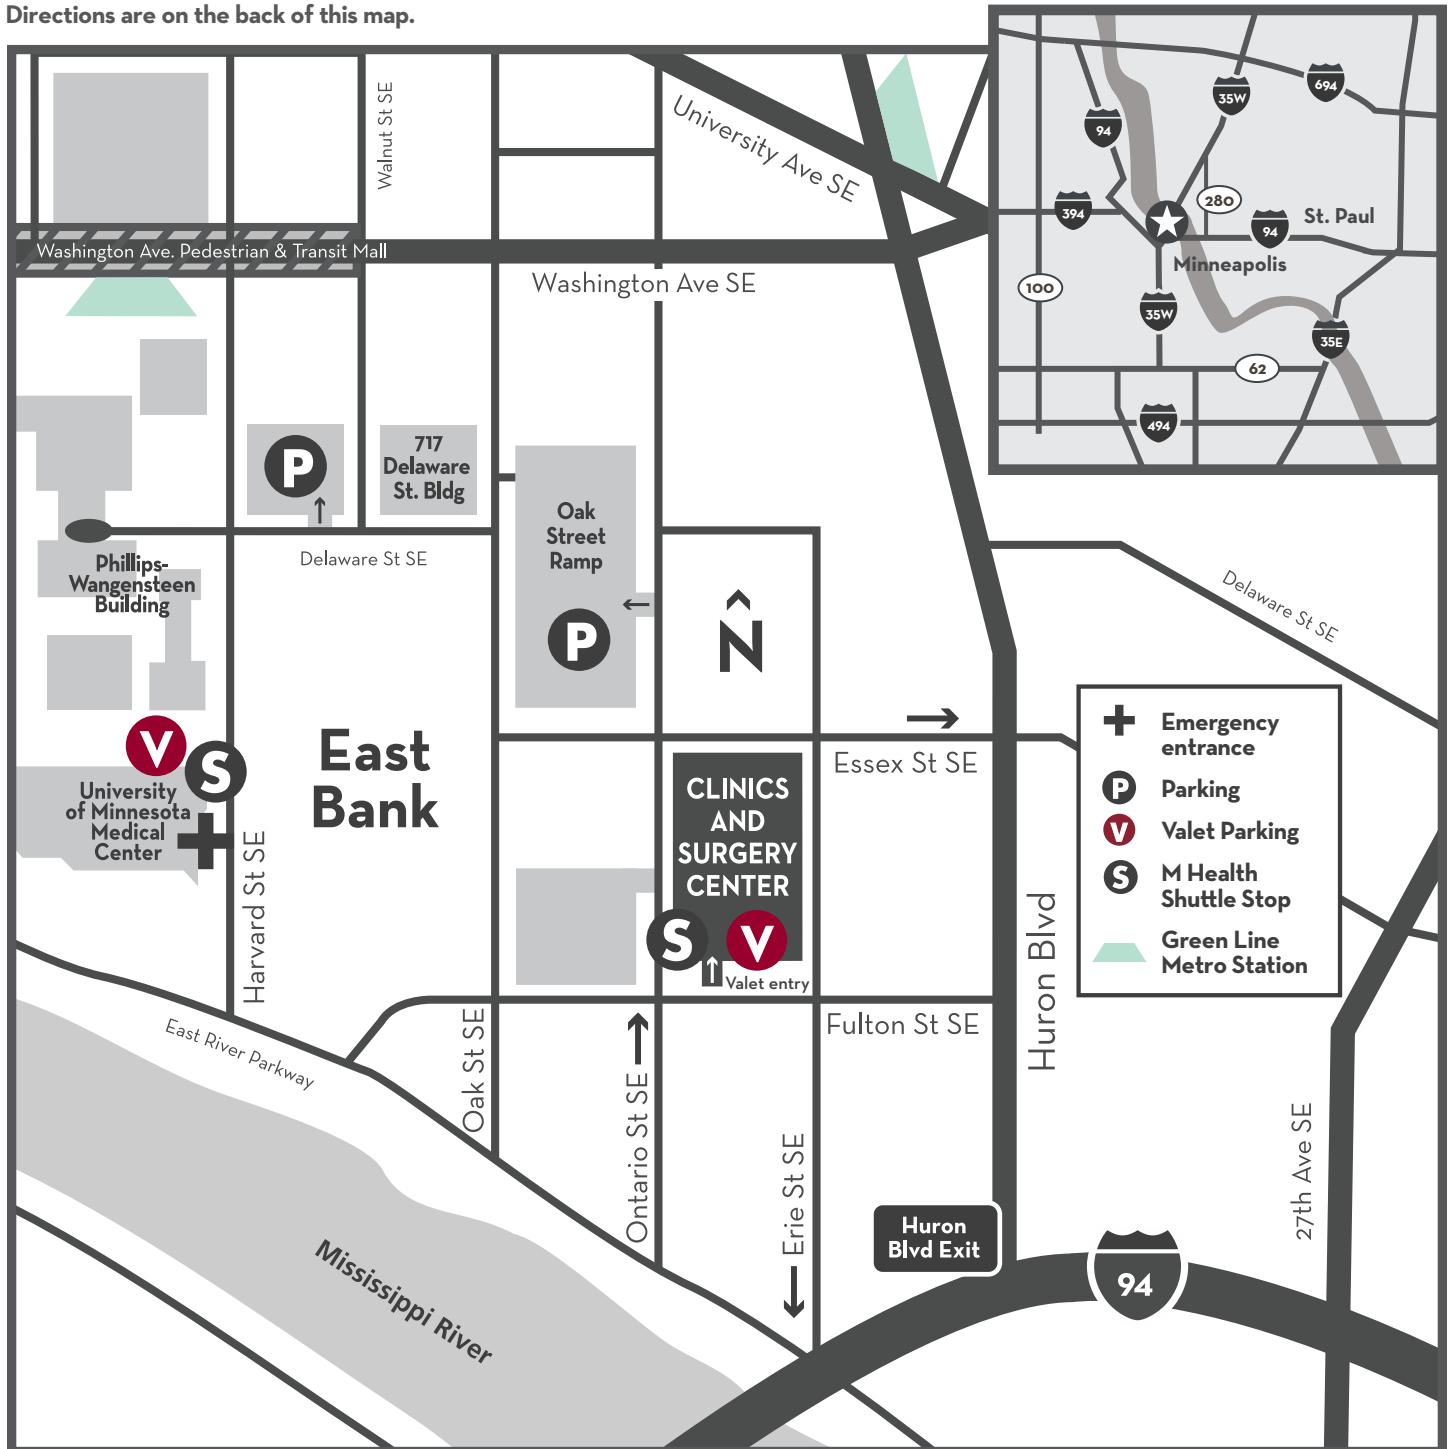 Directions are on the back of this map.
University Ave SE
Walnut St SE
Washington Ave. Pedestrian & Transit Mall
Washington Ave SE
694
35W
94
280
394
St. Paul
94
Minneapolis
100
35W
35E
62
494
P
717
Delaware
St. Bldg
Oak
Street
Ramp
P
Delaware St SE
Phillips-
Wangensteen
Building
N
Delaware St SE
East
Bank
V
S
University
of Minnesota
Medical
Center
Harvard St SE
Essex St SE
CLINICS
AND
SURGERY
CENTER
S
V
Valet entry
Emergency
entrance
P
Parking
V
Valet Parking
S
M Health
Shuttle Stop
Green Line
Metro Station
Huron Blvd
Fulton St SE
East River Parkway
Oak St SE
Ontario St SE
Erie St SE
27th Ave SE
Huron
Blvd Exit
94
Mississippi River